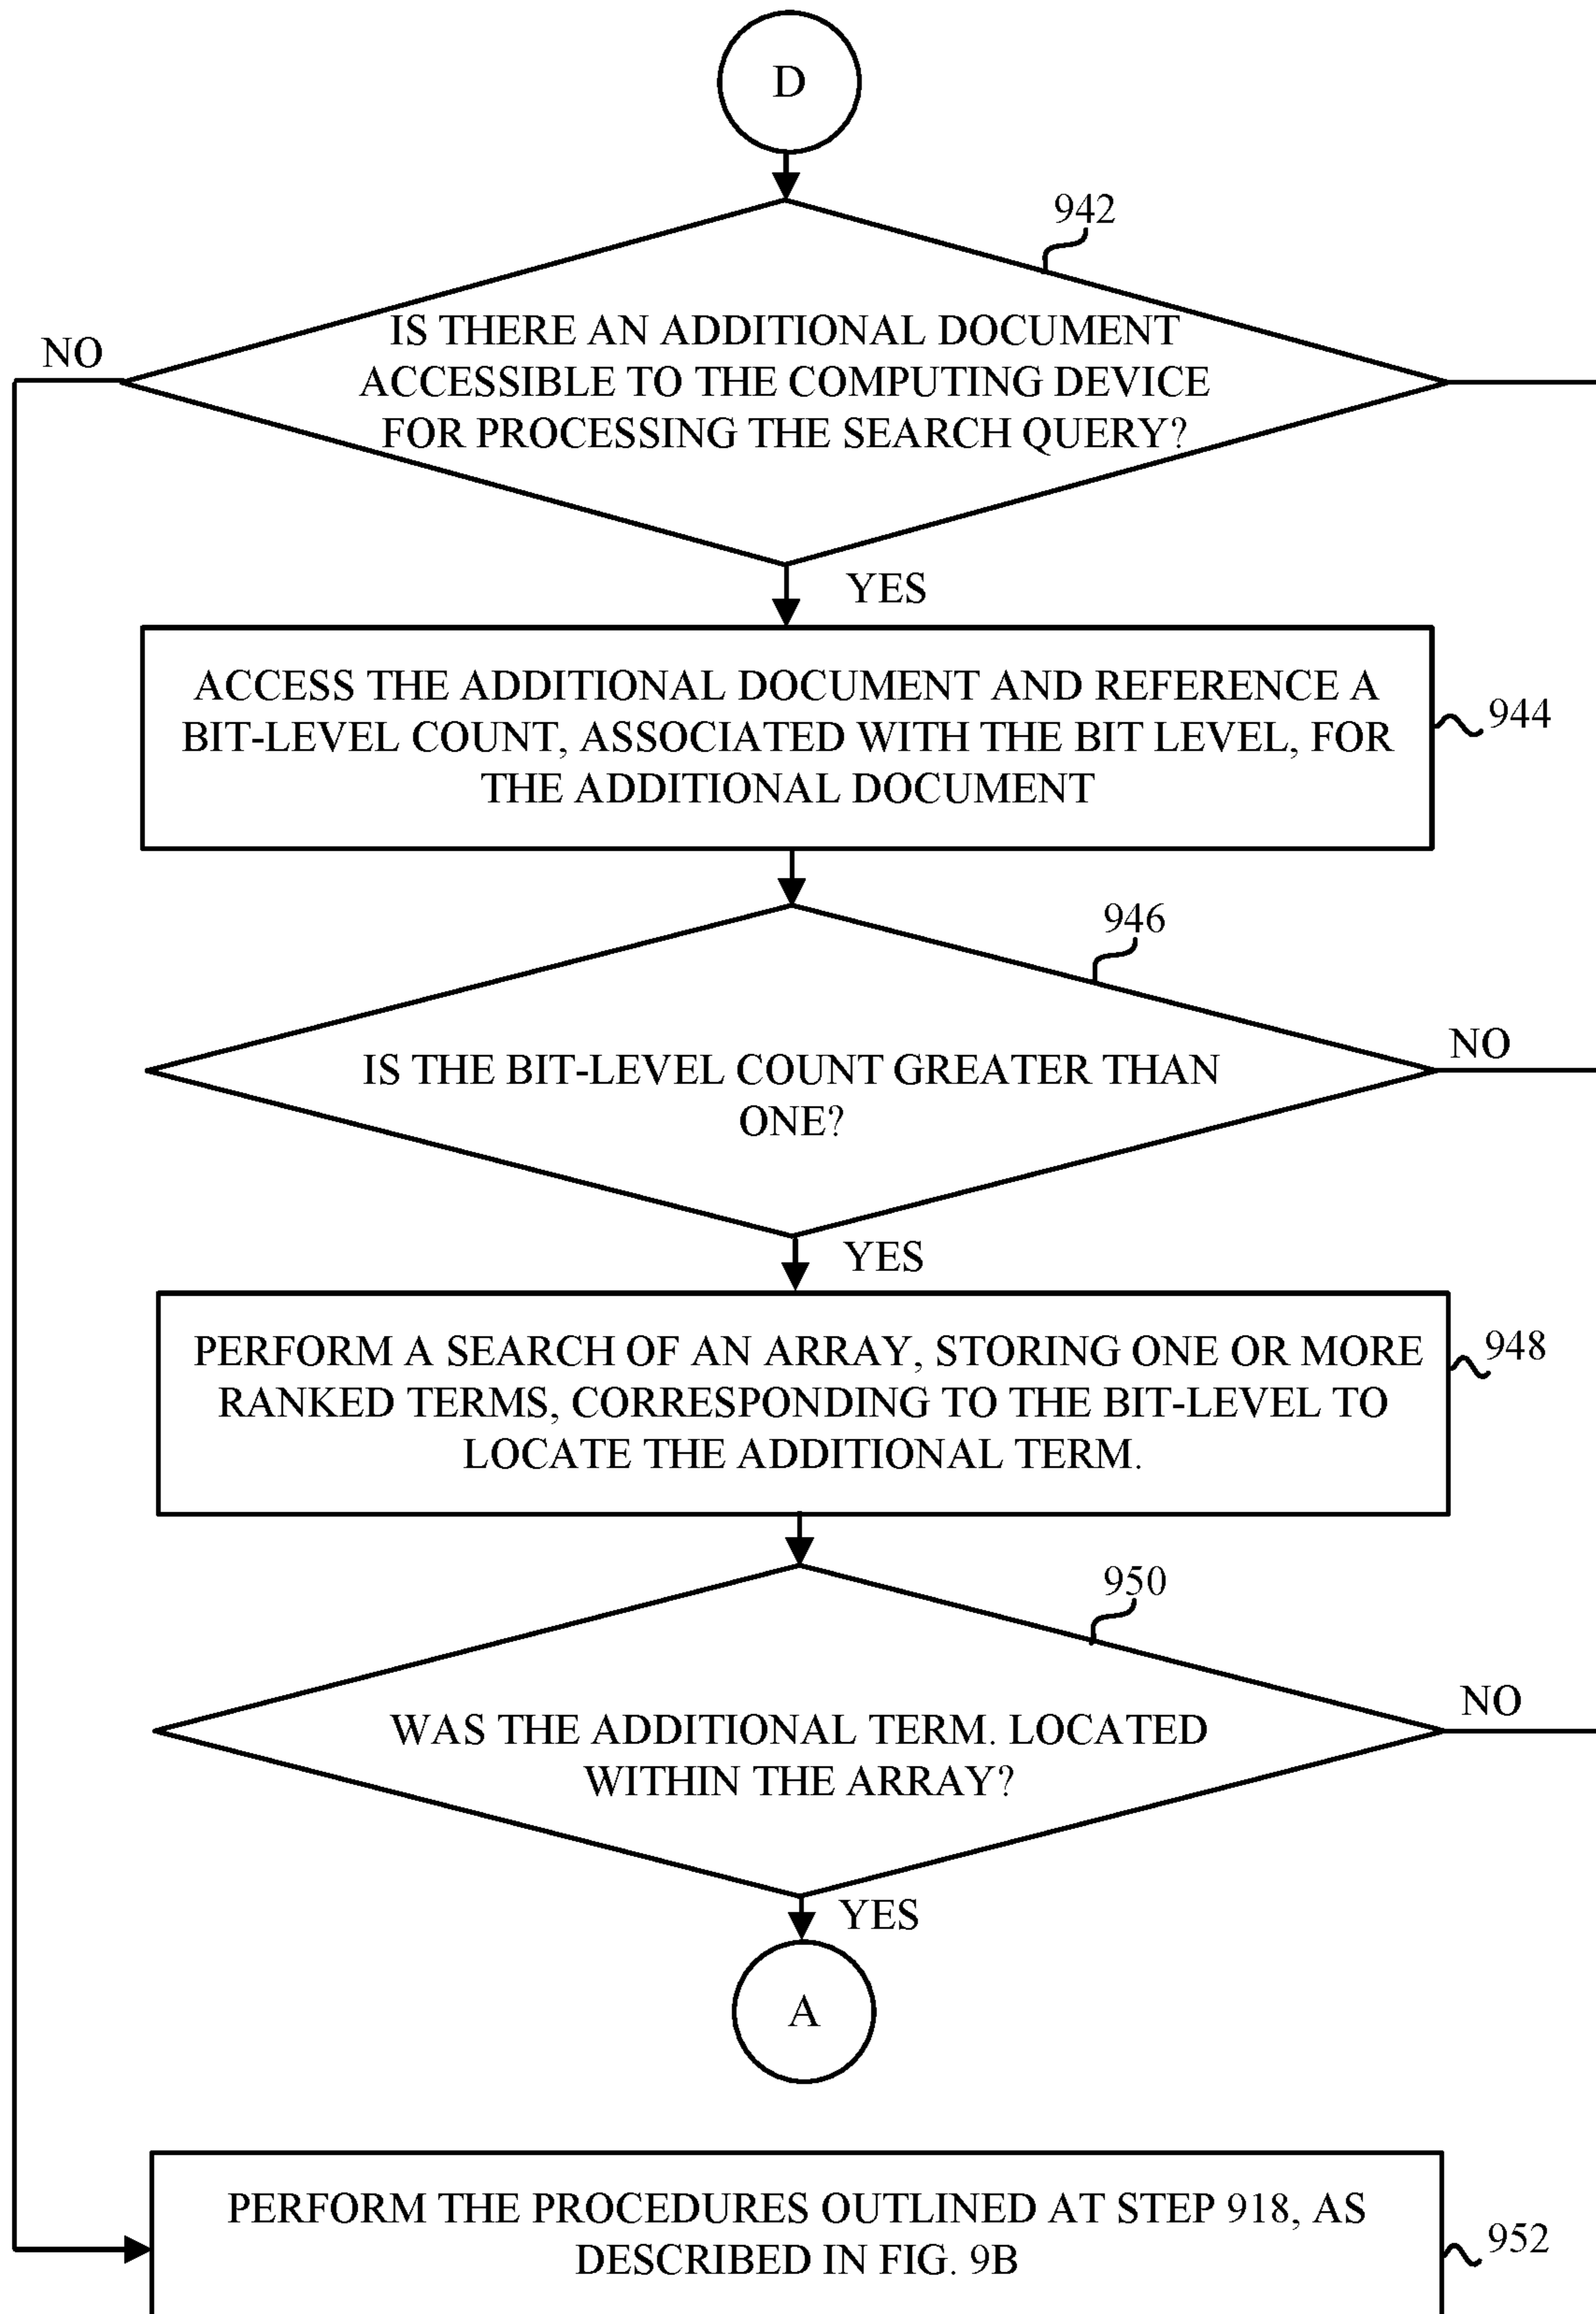 D
942
IS THERE AN ADDITIONAL DOCUMENT
ACCESSIBLE TO THE COMPUTING DEVICE
FOR PROCESSING THE SEARCH QUERY?
NO
YES
ACCESS THE ADDITIONAL DOCUMENT AND REFERENCE A
BIT-LEVEL COUNT, ASSOCIATED WITH THE BIT LEVEL, FOR
THE ADDITIONAL DOCUMENT
944
946
IS THE BIT-LEVEL COUNT GREATER THAN
ONE?
NO
YES
PERFORM A SEARCH OF AN ARRAY, STORING ONE OR MORE
RANKED TERMS, CORRESPONDING TO THE BIT-LEVEL TO
LOCATE THE ADDITIONAL TERM.
948
950
WAS THE ADDITIONAL TERM. LOCATED
WITHIN THE ARRAY?
NO
YES
A
PERFORM THE PROCEDURES OUTLINED AT STEP 918, AS
DESCRIBED IN FIG. 9B
952